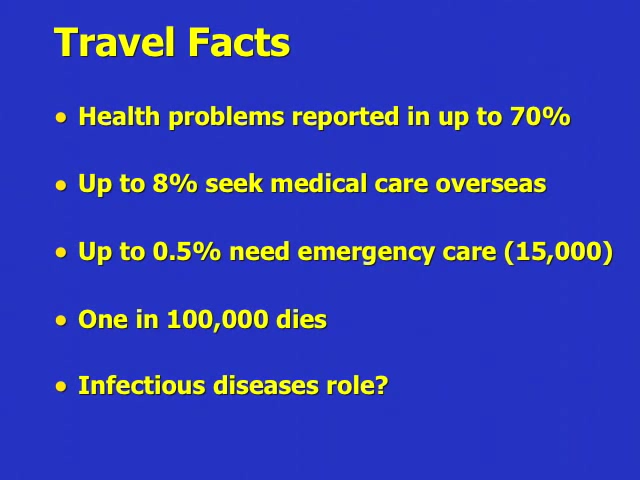 Travel Facts
• Health problems reported in up to 70%
• Up to 8% seek medical care overseas
• Up to 0.5% need emergency care (15,000)
• One in 100,000 dies
• Infectious diseases role?